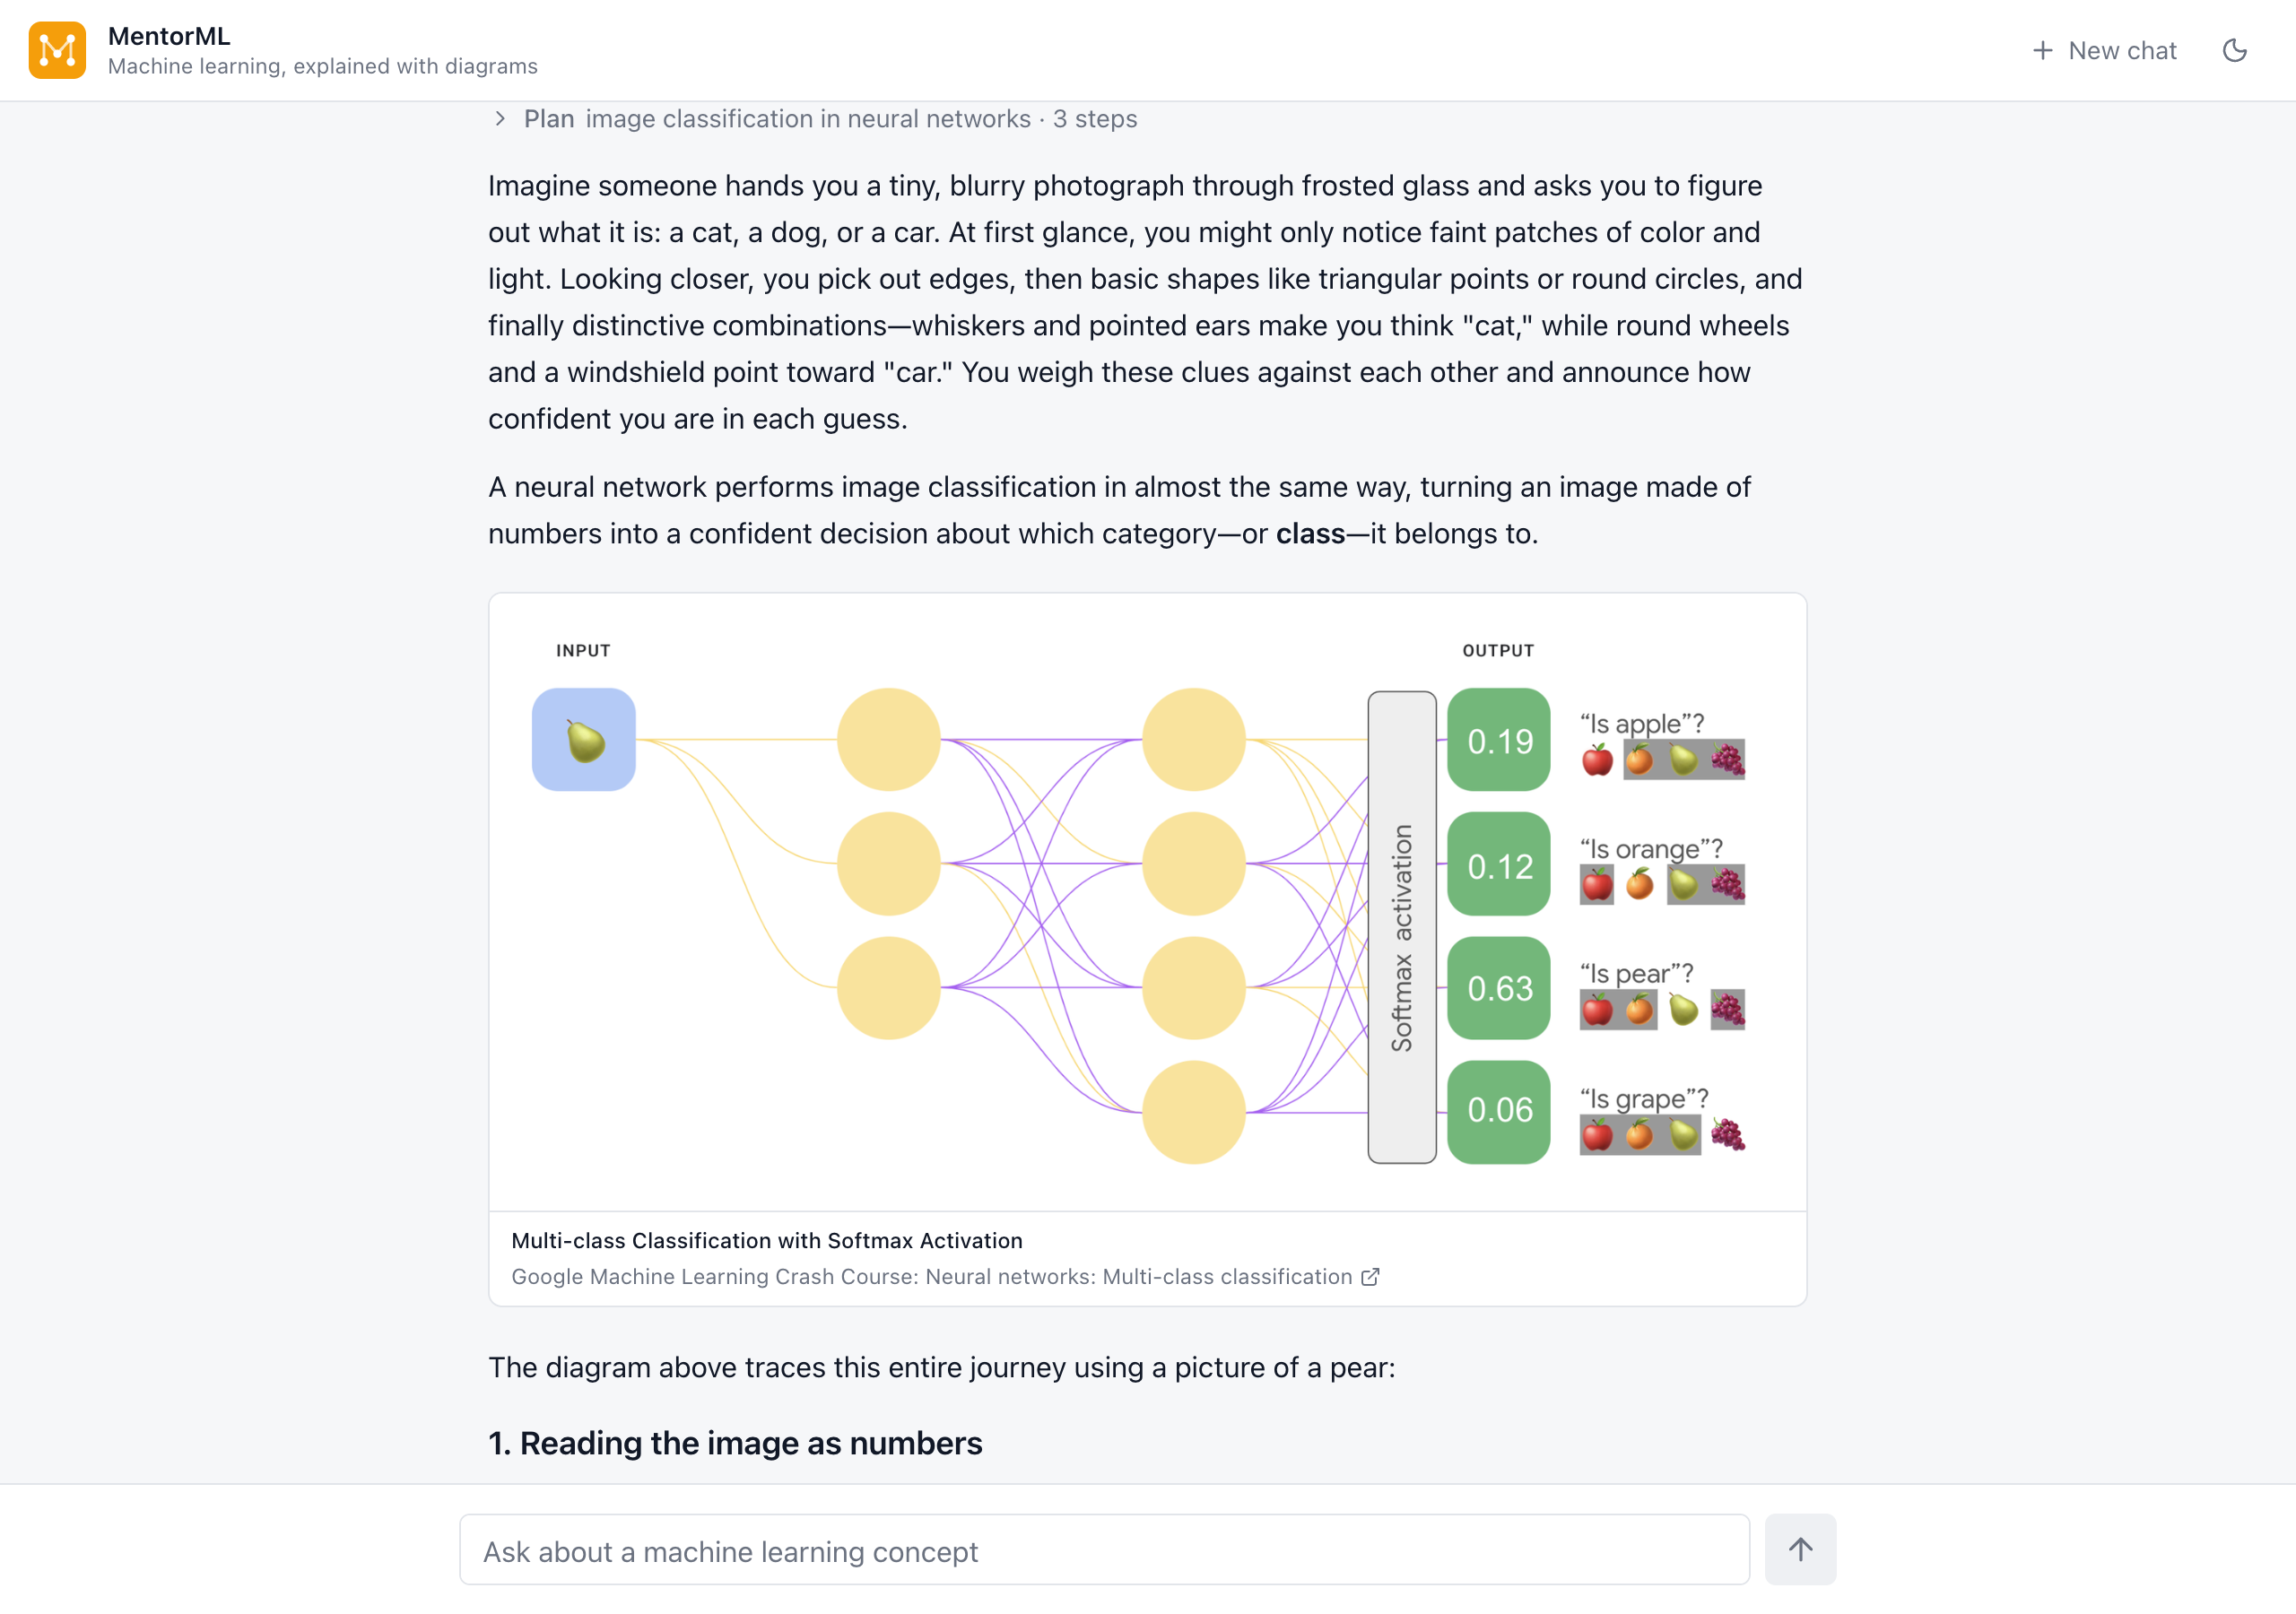 MentorML
Machine learning, explained with diagrams
New chat
Plan image classification in neural networks · 3 steps
Imagine someone hands you a tiny, blurry photograph through frosted glass and asks you to figure
out what it is: a cat, a dog, or a car. At first glance, you might only notice faint patches of color and
light. Looking closer, you pick out edges, then basic shapes like triangular points or round circles, and
finally distinctive combinations—whiskers and pointed ears make you think "cat," while round wheels
and a windshield point toward "car." You weigh these clues against each other and announce how
confident you are in each guess.
A neural network performs image classification in almost the same way, turning an image made of
numbers into a confident decision about which category—or class—it belongs to.
INPUT
OUTPUT
Softmax activation
0.19
“Is apple”?
0.12
“Is orange”?
0.63
“Is pear”?
0.06
“Is grape”?
Multi-class Classification with Softmax Activation
Google Machine Learning Crash Course: Neural networks: Multi-class classification
The diagram above traces this entire journey using a picture of a pear:
1. Reading the image as numbers
Ask about a machine learning concept